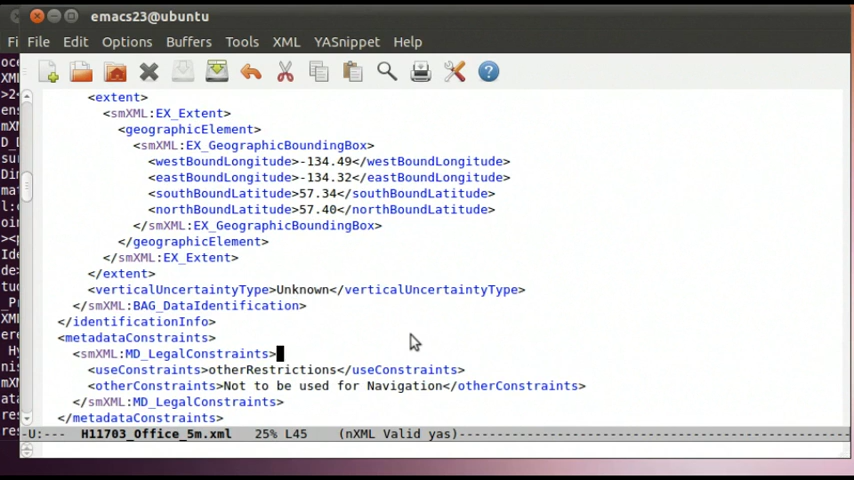 emacs23@ubuntu
Fi File Edit Options Buffers Tools XML YASnippet Help
<extent>
<smXML:EX_Extent>
<geographicElement>
<smXML:EX_GeographicBoundingBox>
<westBoundLongitude>-134.49</westBoundLongitude>
<eastBoundLongitude>-134.32</eastBoundLongitude>
<southBoundLatitude>57.34</southBoundLatitude>
<northBoundLatitude>57.40</northBoundLatitude>
</smXML:EX_GeographicBoundingBox>
</geographicElement>
</smXML:EX_Extent>
</extent>
<verticalUncertaintyType>Unknown</verticalUncertaintyType>
</smXML:BAG_DataIdentification>
</identificationInfo>
<metadataConstraints>
<smXML:MD_LegalConstraints>
<useConstraints>otherRestrictions</useConstraints>
<otherConstraints>Not to be used for Navigation</otherConstraints>
</smXML:MD_LegalConstraints>
</metadataConstraints>
-U:--- H11703_Office_5m.xml 25% L45 (nXML Valid yas)